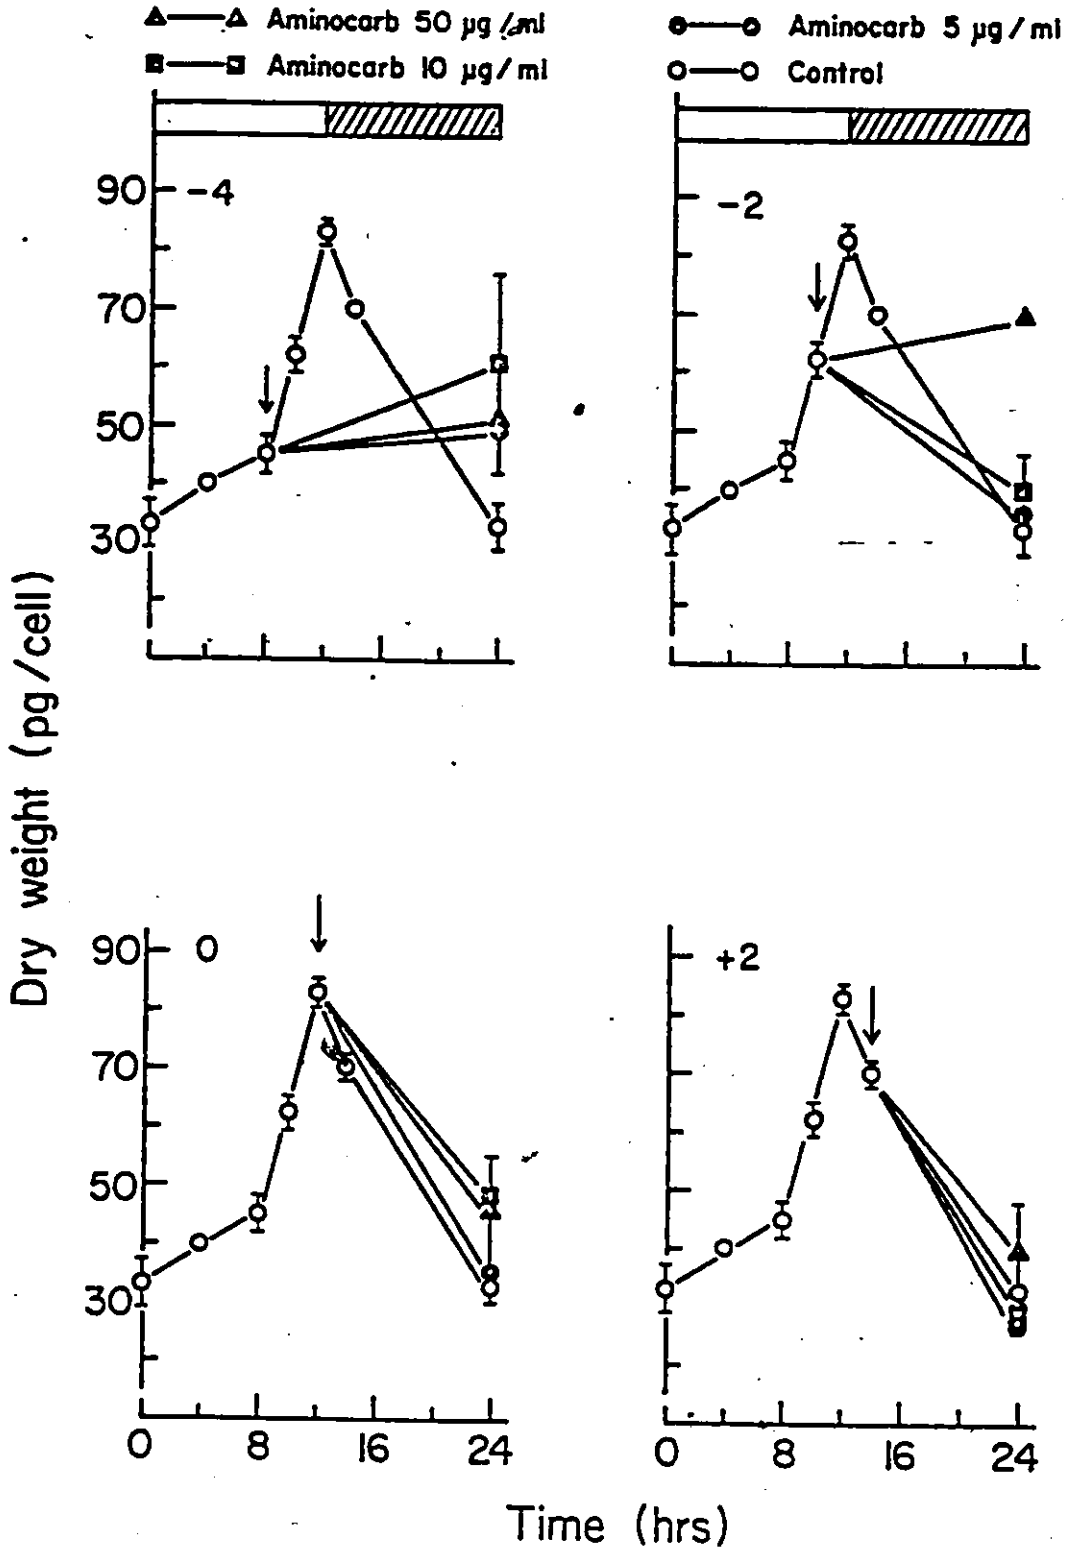 Aminocarb 50 µg/ml
Aminocarb 10 µg/ml
Aminocarb 5 µg/ml
Control
90
-4
70
50
30
-2
Dry weight (pg/cell)
90
0
70
50
30
0 8 16 24
+2
0 8 16 24
Time (hrs)